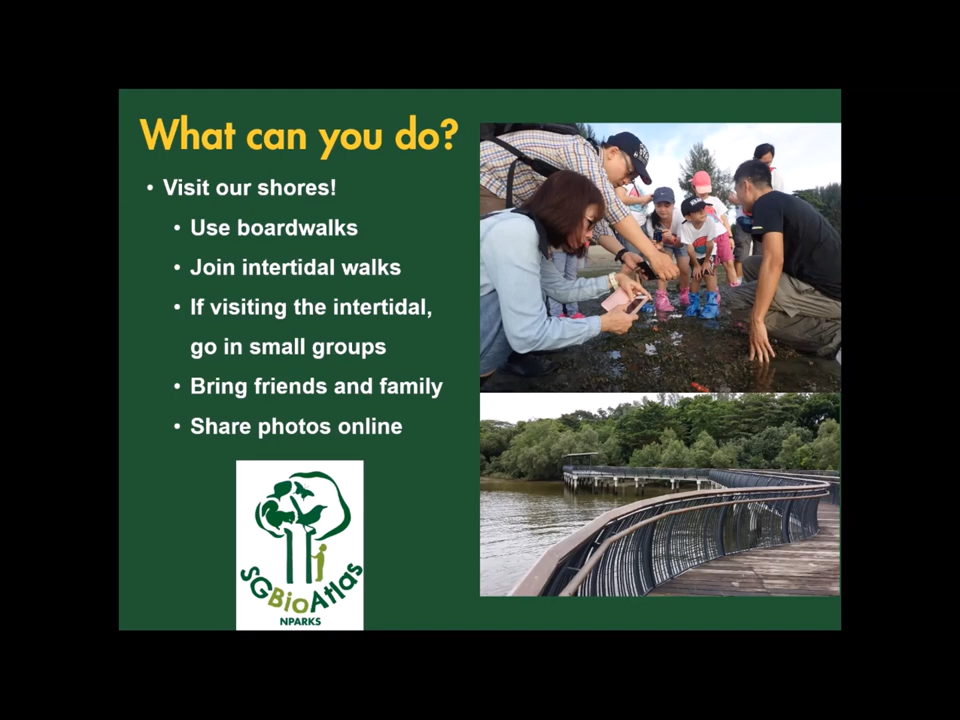 What can you do?
• Visit our shores!
• Use boardwalks
• Join intertidal walks
• If visiting the intertidal,
go in small groups
• Bring friends and family
• Share photos online
SGBioAtlas
NPARKS